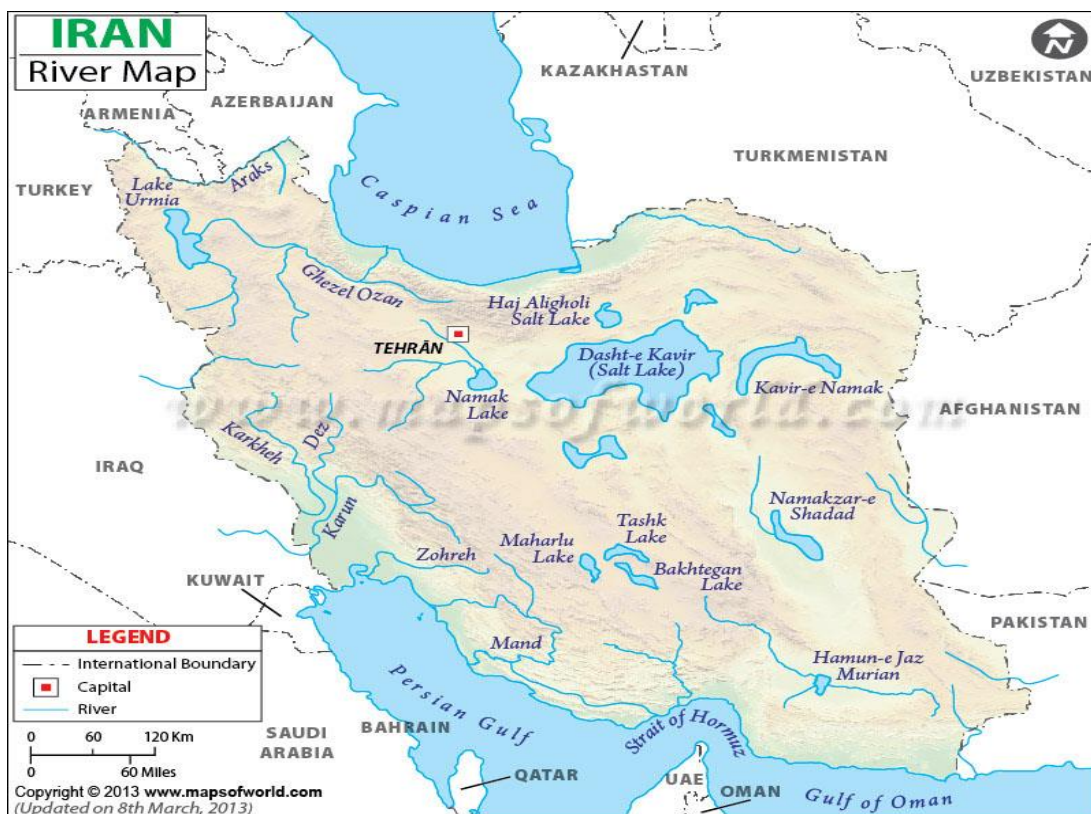 IRAN
River Map
N
KAZAKHASTAN
UZBEKISTAN
AZERBAIJAN
ARMENIA
TURKMENISTAN
TURKEY
Lake
Urmia
Araks
Caspian Sea
Ghezel Ozan
Haj Aligholi
Salt Lake
TEHRĀN
Dasht-e Kavir
(Salt Lake)
Namak
Lake
Kavir-e Namak
www.mapsofworld.com
AFGHANISTAN
Karkheh
Dez
IRAQ
Karun
Namakzar-e
Shadad
Tashk
Lake
Maharlu
Lake
Zohreh
Bakhtegan
Lake
KUWAIT
PAKISTAN
Mand
Hamun-e Jaz
Murian
LEGEND
International Boundary
Capital
River
Persian Gulf
Strait of Hormuz
BAHRAIN
SAUDI
ARABIA
0 60 120 Km
0 60 Miles
QATAR
UAE
OMAN
Gulf of Oman
Copyright © 2013 www.mapsofworld.com
(Updated on 8th March, 2013)